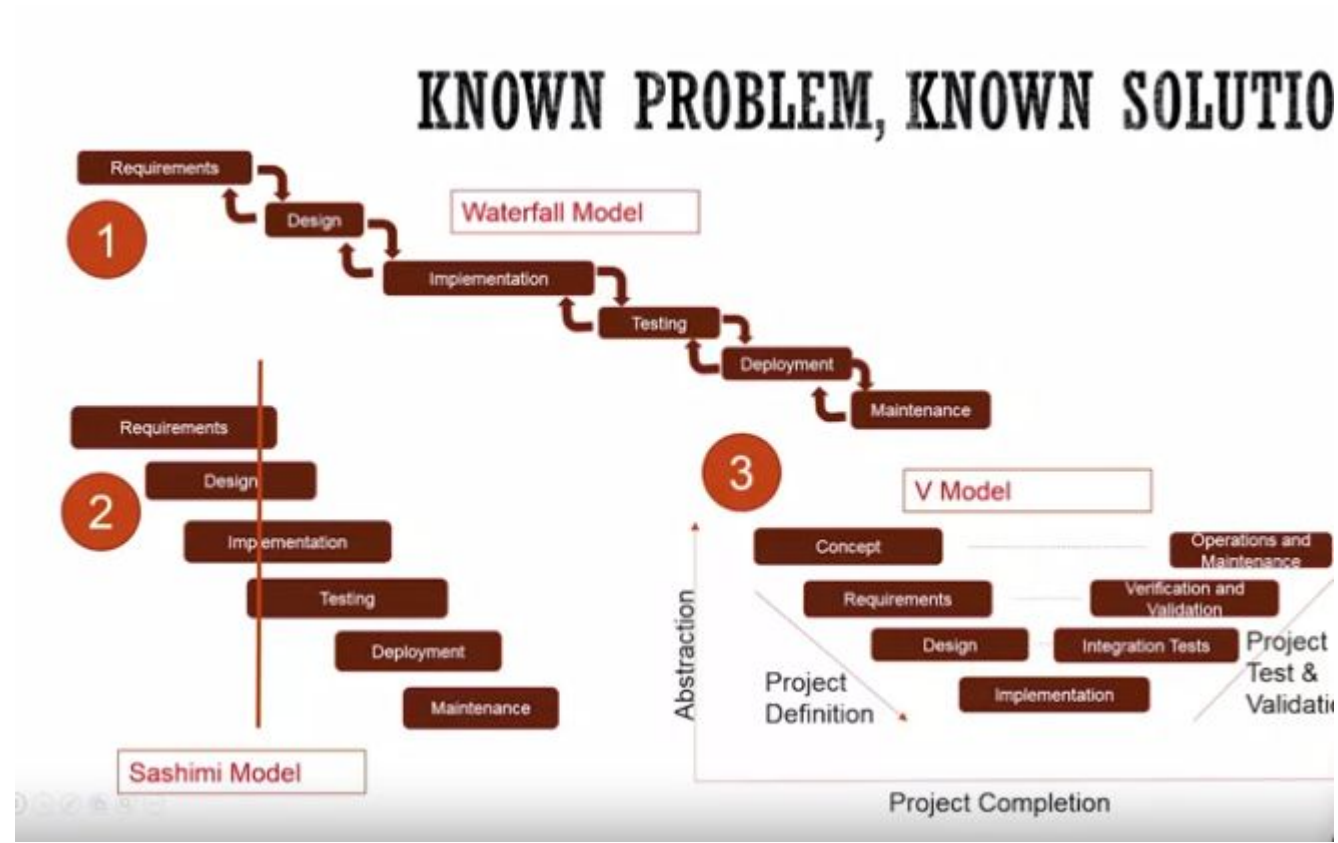 KNOWN PROBLEM, KNOWN SOLUTIO
Requirements
1
Design
Waterfall Model
Implementation
Testing
Deployment
Maintenance
Requirements
2
Design
Implementation
Testing
Deployment
Maintenance
Sashimi Model
3
V Model
Concept
Operations and
Maintenance
Requirements
Verification and
Validation
Design
Integration Tests
Implementation
Abstraction
Project
Definition
Project
Test &
Validatio
Project Completion